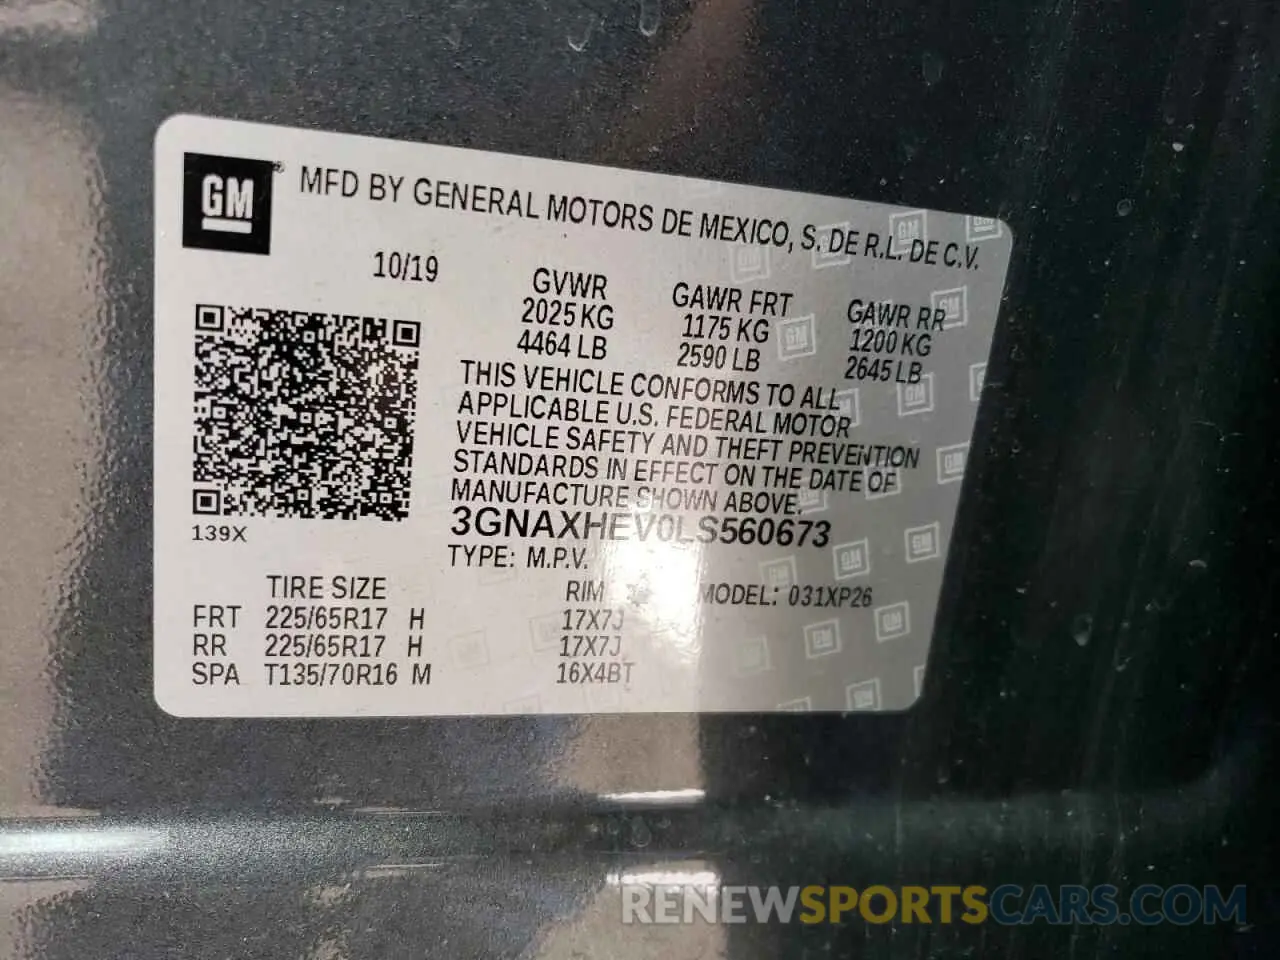 GM® MFD BY GENERAL MOTORS DE MEXICO, S. DE R.L. DE C.V.
10/19 GVWR GAWR FRT GAWR RR
2025 KG 1175 KG 1200 KG
4464 LB 2590 LB 2645 LB
THIS VEHICLE CONFORMS TO ALL
APPLICABLE U.S. FEDERAL MOTOR
VEHICLE SAFETY AND THEFT PREVENTION
STANDARDS IN EFFECT ON THE DATE OF
MANUFACTURE SHOWN ABOVE.
139X 3GNAXHEV0LS560673
TYPE: M.P.V.
TIRE SIZE RIM MODEL: 031XP26
FRT 225/65R17 H 17X7J
RR 225/65R17 H 17X7J
SPA T135/70R16 M 16X4BT
RENEWSPORTSCARS.COM